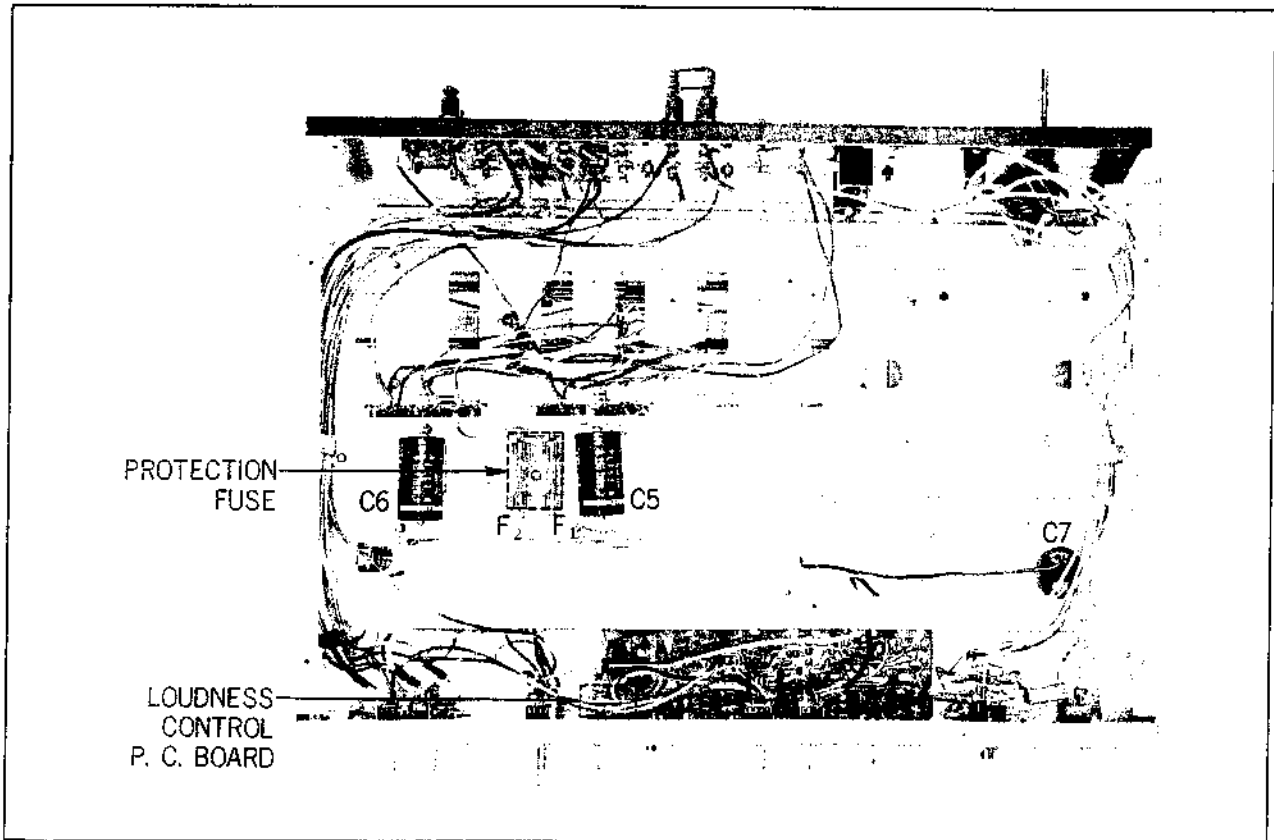 PROTECTION
FUSE
C6
F2
F1
C5
C7
LOUDNESS
CONTROL
P. C. BOARD